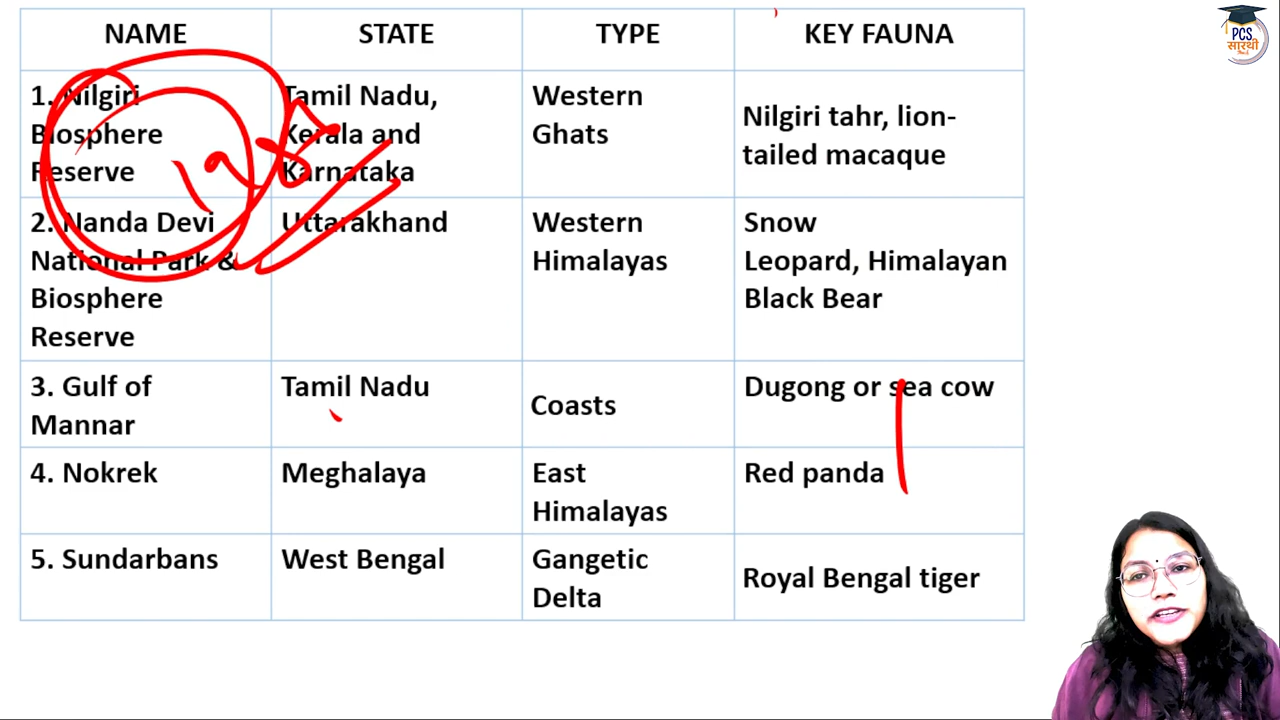 NAME STATE TYPE KEY FAUNA
1. Nilgiri
Biosphere
Reserve
Tamil Nadu,
Kerala and
Karnataka
Western
Ghats
Nilgiri tahr, lion-
tailed macaque
2. Nanda Devi
National Park &
Biosphere
Reserve
Uttarakhand
Western
Himalayas
Snow
Leopard, Himalayan
Black Bear
3. Gulf of
Mannar
Tamil Nadu
Coasts
Dugong or sea cow
4. Nokrek
Meghalaya
East
Himalayas
Red panda
5. Sundarbans
West Bengal
Gangetic
Delta
Royal Bengal tiger
PCS
सारथी